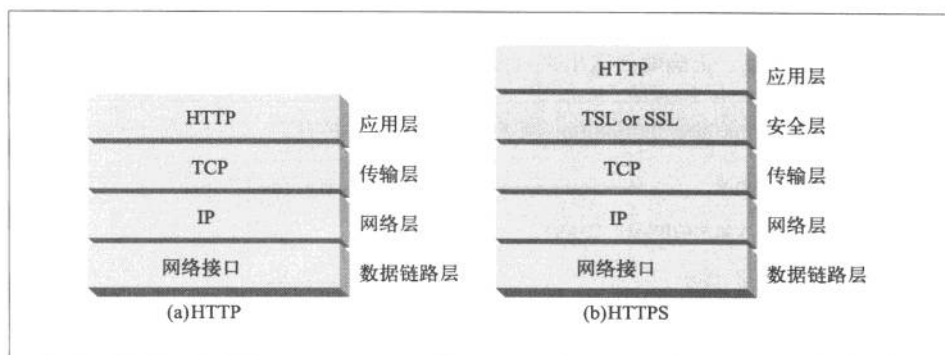 HTTP
应用层
TCP
传输层
IP
网络层
网络接口
数据链路层
(a)HTTP
HTTP
应用层
TSL or SSL
安全层
TCP
传输层
IP
网络层
网络接口
数据链路层
(b)HTTPS